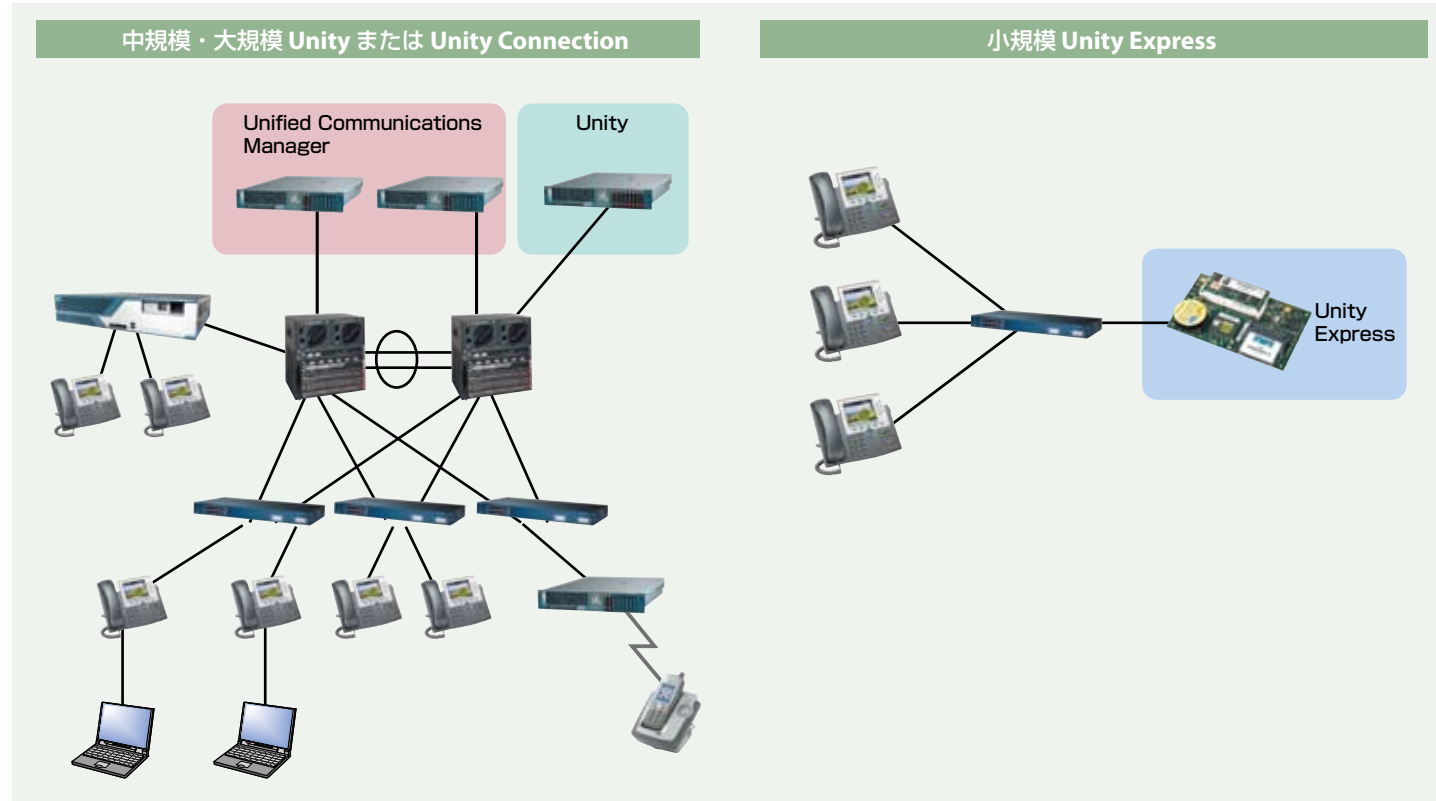 中規模・大規模 Unity または Unity Connection
小規模 Unity Express
Unified Communications
Manager
Unity
Unity
Express